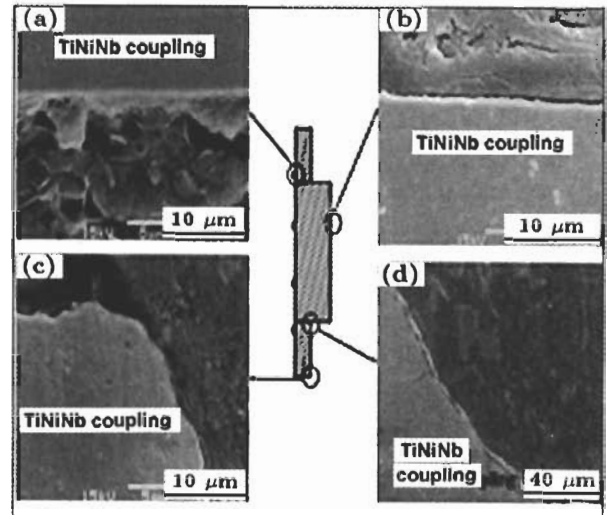 (a)
TiNiNb coupling
10 μm
(b)
TiNiNb coupling
10 μm
(c)
TiNiNb coupling
10 μm
(d)
TiNiNb
coupling
40 μm